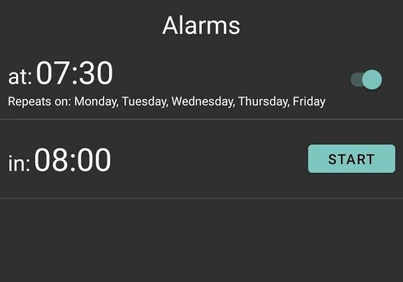 Alarms
at: 07:30
Repeats on: Monday, Tuesday, Wednesday, Thursday, Friday
in: 08:00 START